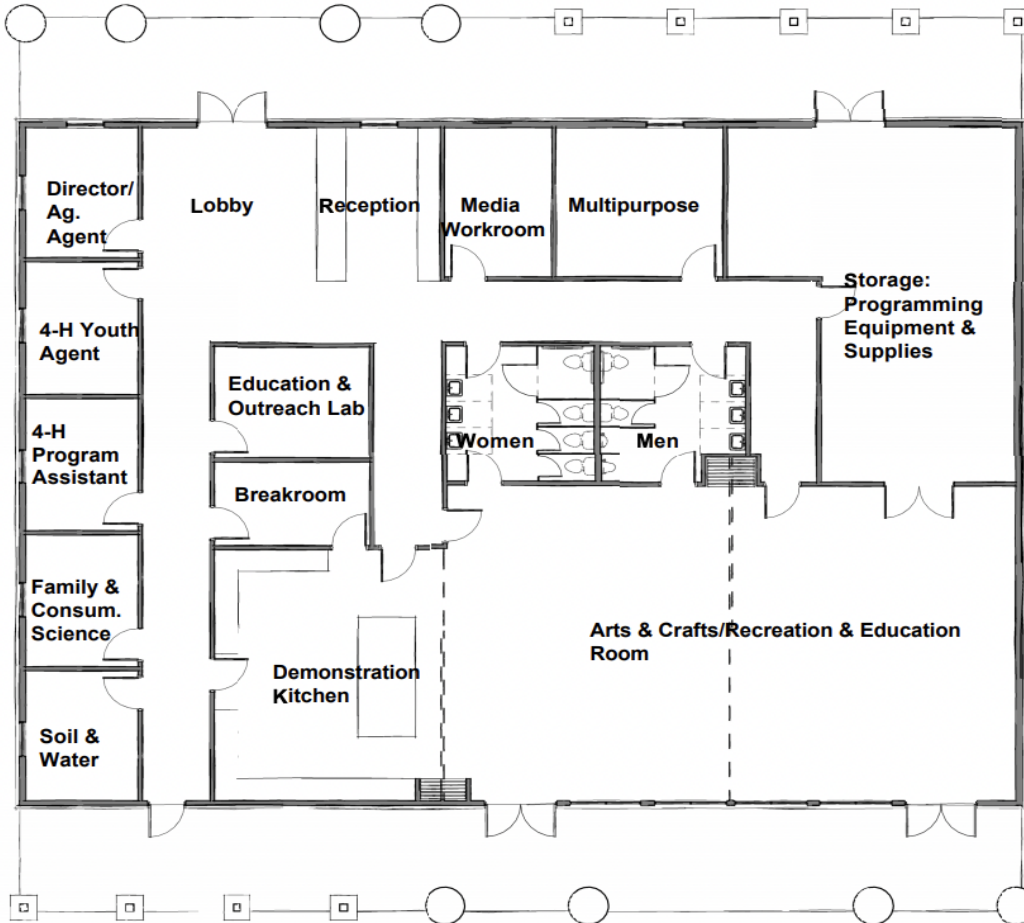 Director/
Ag.
Agent
Lobby
Reception
Media
Workroom
Multipurpose
Storage:
Programming
Equipment &
Supplies
4-H Youth
Agent
Education &
Outreach Lab
4-H
Program
Assistant
Women
Men
Breakroom
Family &
Consum.
Science
Arts & Crafts/Recreation & Education
Room
Demonstration
Kitchen
Soil &
Water